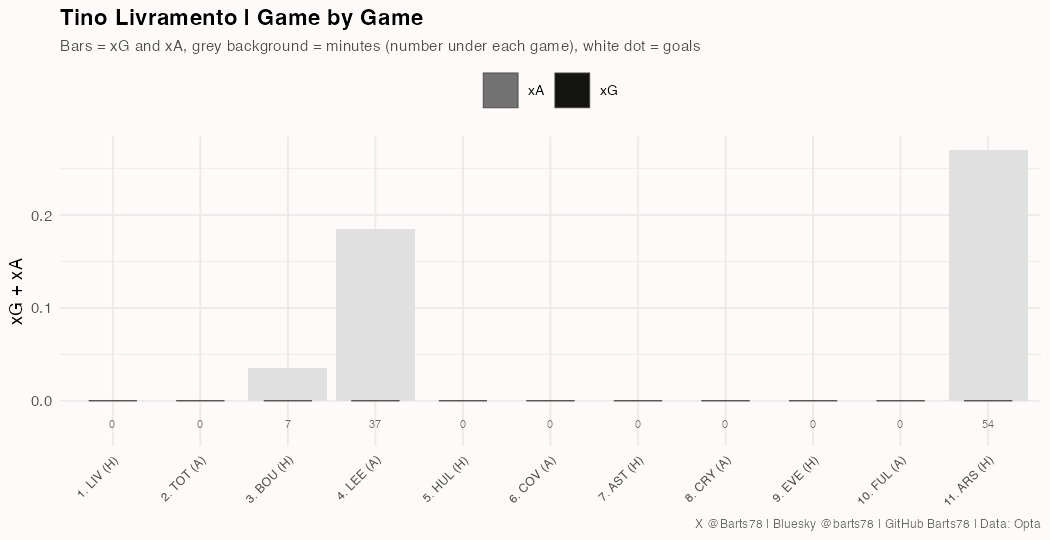 Tino Livramento | Game by Game
Bars = xG and xA, grey background = minutes (number under each game), white dot = goals
xA xG
xG + xA
0.2
0.1
0.0
0 0 7 37 0 0 0 0 0 0 54
1. LIV (H) 2. TOT (A) 3. BOU (H) 4. LEE (A) 5. HUL (H) 6. COV (A) 7. AST (H) 8. CRY (A) 9. EVE (H) 10. FUL (A) 11. ARS (H)
X @Barts78 | Bluesky @barts78 | GitHub Barts78 | Data: Opta